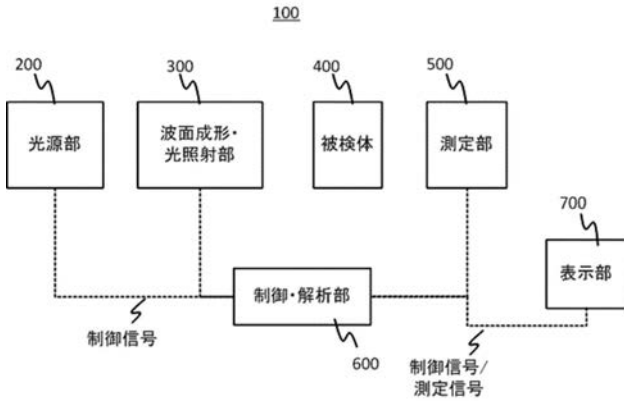 100
200
300
400
500
光源部
波面成形・
光照射部
被検体
測定部
700
表示部
制御・解析部
制御信号
600
制御信号/
測定信号